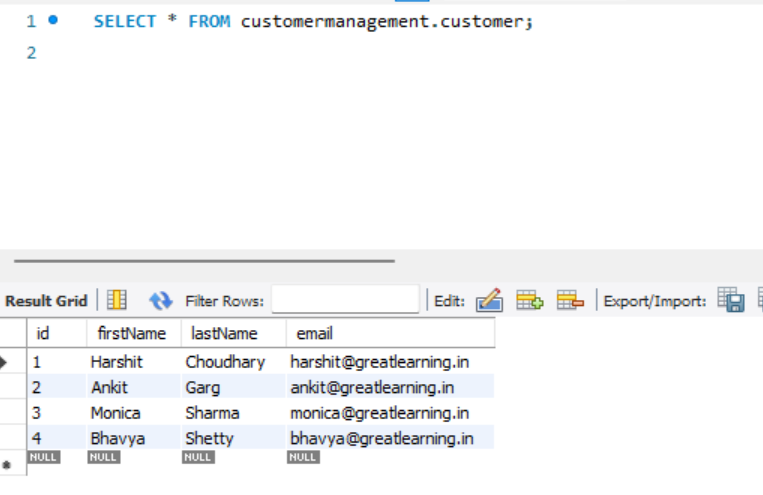 1 SELECT * FROM customermanagement.customer;
2
Result Grid Filter Rows: Edit: Export/Import:
id firstName lastName email
1 Harshit Choudhary harshit@greatlearning.in
2 Ankit Garg ankit@greatlearning.in
3 Monica Sharma monica@greatlearning.in
4 Bhavya Shetty bhavya@greatlearning.in
NULL NULL NULL NULL